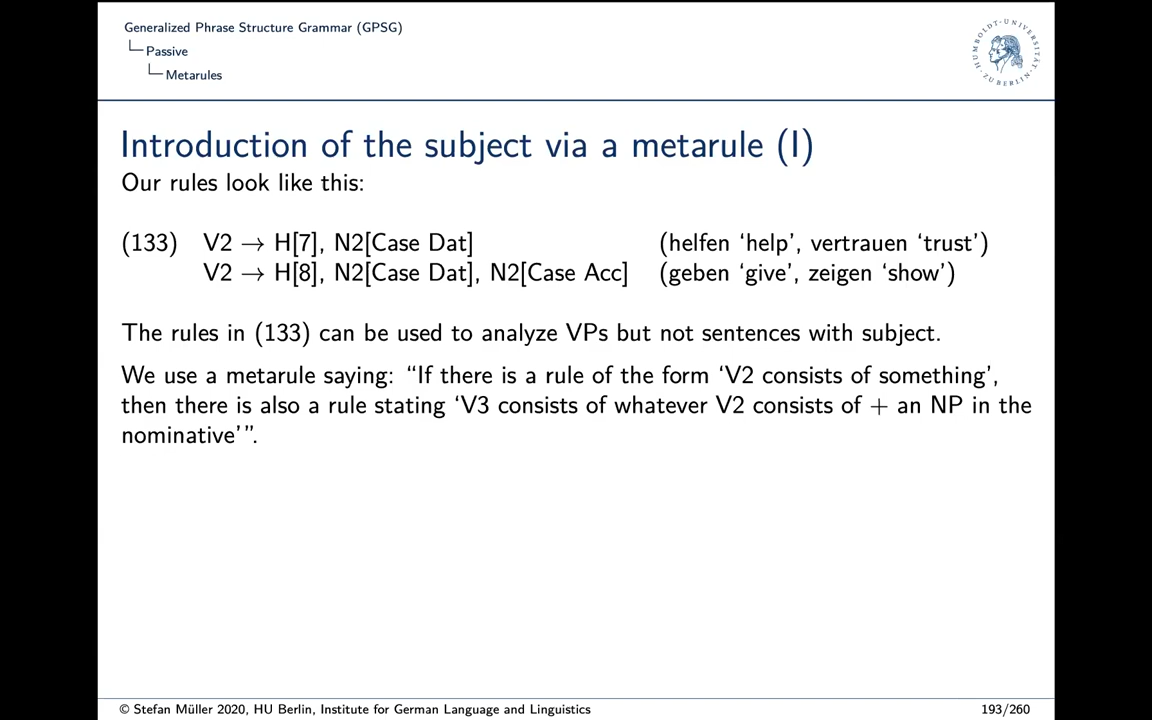 Generalized Phrase Structure Grammar (GPSG)
Passive
Metarules
HUMBOLDT-UNIVERSITÄT ZU BERLIN
Introduction of the subject via a metarule (I)
Our rules look like this:
(133) V2 → H[7], N2[Case Dat] (helfen ‘help’, vertrauen ‘trust’)
V2 → H[8], N2[Case Dat], N2[Case Acc] (geben ‘give’, zeigen ‘show’)
The rules in (133) can be used to analyze VPs but not sentences with subject.
We use a metarule saying: “If there is a rule of the form ‘V2 consists of something’,
then there is also a rule stating ‘V3 consists of whatever V2 consists of + an NP in the
nominative’”.
© Stefan Müller 2020, HU Berlin, Institute for German Language and Linguistics 193/260